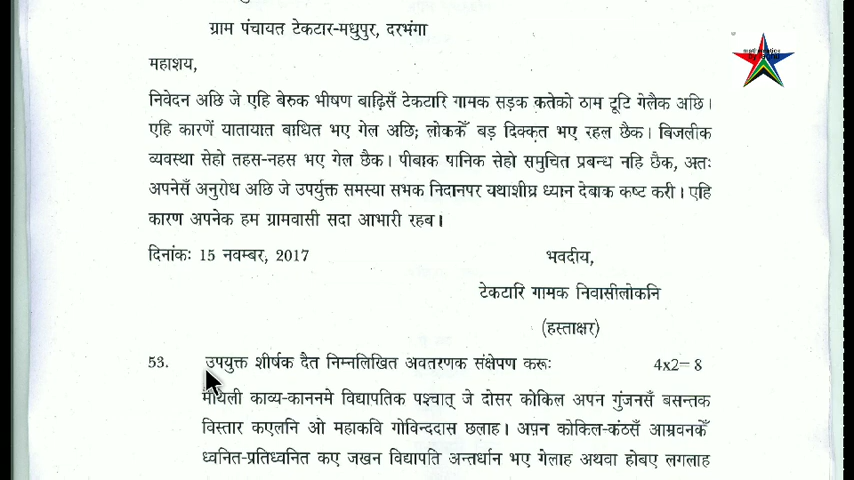 ग्राम पंचायत टेकटार-मधुपुर, दरभंगा
महाशय,
निवेदन अछि जे एहि बेरुक भीषण बाढ़िसँ टेकटारि गामक सड़क कतेको ठाम टूटि गेलैक अछि।
एहि कारणें यातायात बाधित भए गेल अछि; लोककेँ बड़ दिक्कत भए रहल छैक। बिजलीक
व्यवस्था सेहो तहस-नहस भए गेल छैक। पीबाक पानिक सेहो समुचित प्रबन्ध नहि छैक, अतः
अपनेसँ अनुरोध अछि जे उपर्युक्त समस्या सभक निदानपर यथाशीघ्र ध्यान देबाक कष्ट करी। एहि
कारण अपनेक हम ग्रामवासी सदा आभारी रहब।
दिनांकः 15 नवम्बर, 2017
भवदीय,
टेकटारि गामक निवासीलोकनि
(हस्ताक्षर)
53. उपयुक्त शीर्षक दैत निम्नलिखित अवतरणक संक्षेपण करूः 4x2= 8
मैथिली काव्य-काननमे विद्यापतिक पश्चात् जे दोसर कोकिल अपन गुंजनसँ बसन्तक
विस्तार कएलनि ओ महाकवि गोविन्ददास छलाह। अपन कोकिल-कंठसँ आम्रवनकेँ
ध्वनित-प्रतिध्वनित कए जखन विद्यापति अन्तर्धान भए गेलाह अथवा होबए लगलाह